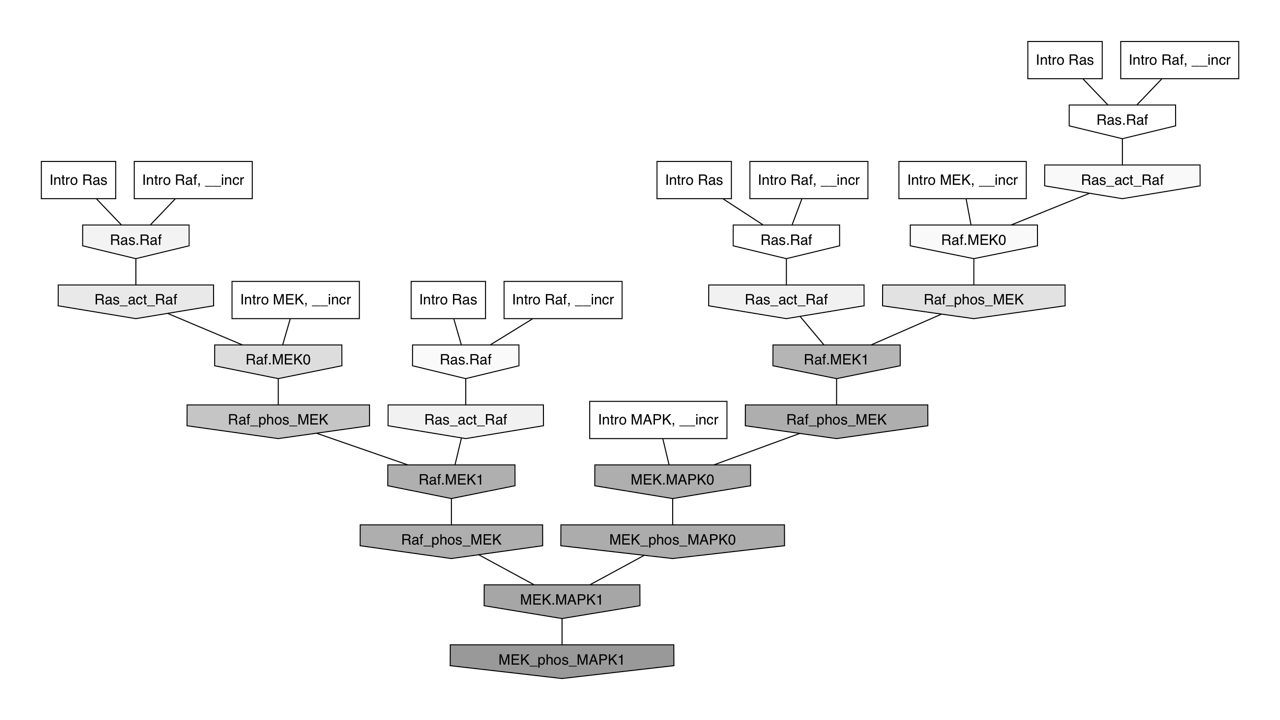 Intro Ras
Intro Raf, __incr
Ras.Raf
Intro Ras
Intro Raf, __incr
Intro Ras
Intro Raf, __incr
Intro MEK, __incr
Ras_act_Raf
Ras.Raf
Ras.Raf
Raf.MEK0
Ras_act_Raf
Intro MEK, __incr
Intro Ras
Intro Raf, __incr
Ras_act_Raf
Raf_phos_MEK
Raf.MEK0
Ras.Raf
Raf.MEK1
Raf_phos_MEK
Ras_act_Raf
Intro MAPK, __incr
Raf_phos_MEK
Raf.MEK1
MEK.MAPK0
Raf_phos_MEK
MEK_phos_MAPK0
MEK.MAPK1
MEK_phos_MAPK1